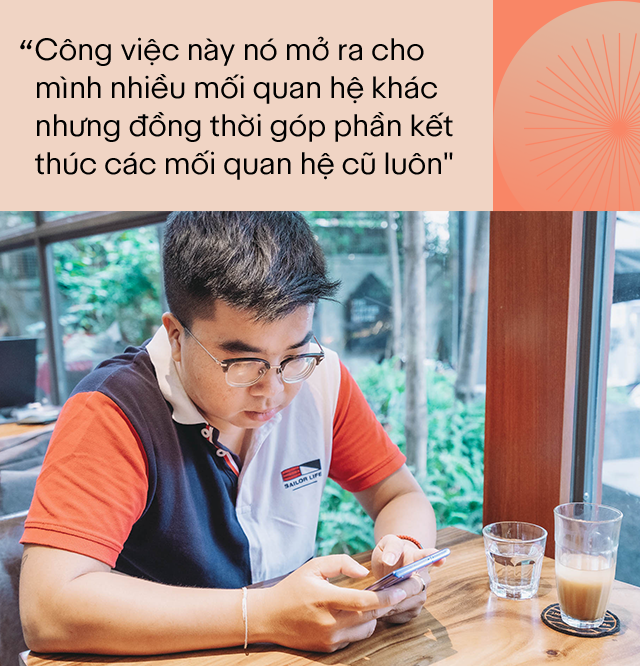 “Công việc này nó mở ra cho
mình nhiều mối quan hệ khác
nhưng đồng thời góp phần kết
thúc các mối quan hệ cũ luôn"
SAILOR LIFE